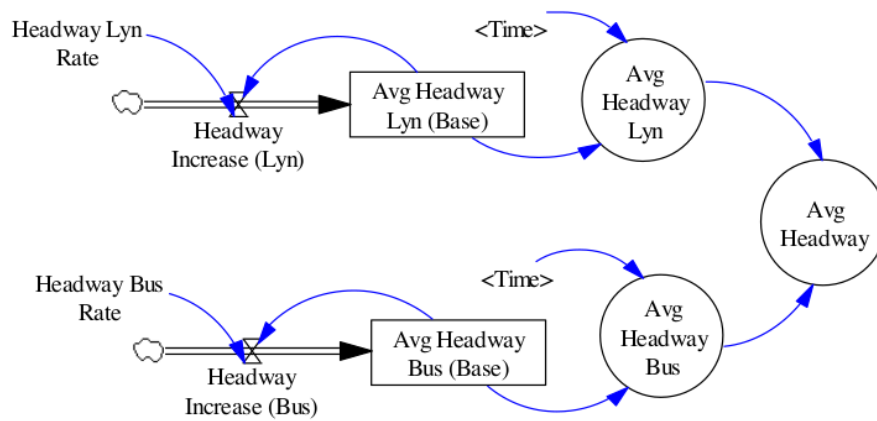 Headway Lyn
Rate
<Time>
Avg
Headway
Lyn
Avg Headway
Lyn (Base)
Headway
Increase (Lyn)
Avg
Headway
Headway Bus
Rate
<Time>
Avg
Headway
Bus
Avg Headway
Bus (Base)
Headway
Increase (Bus)